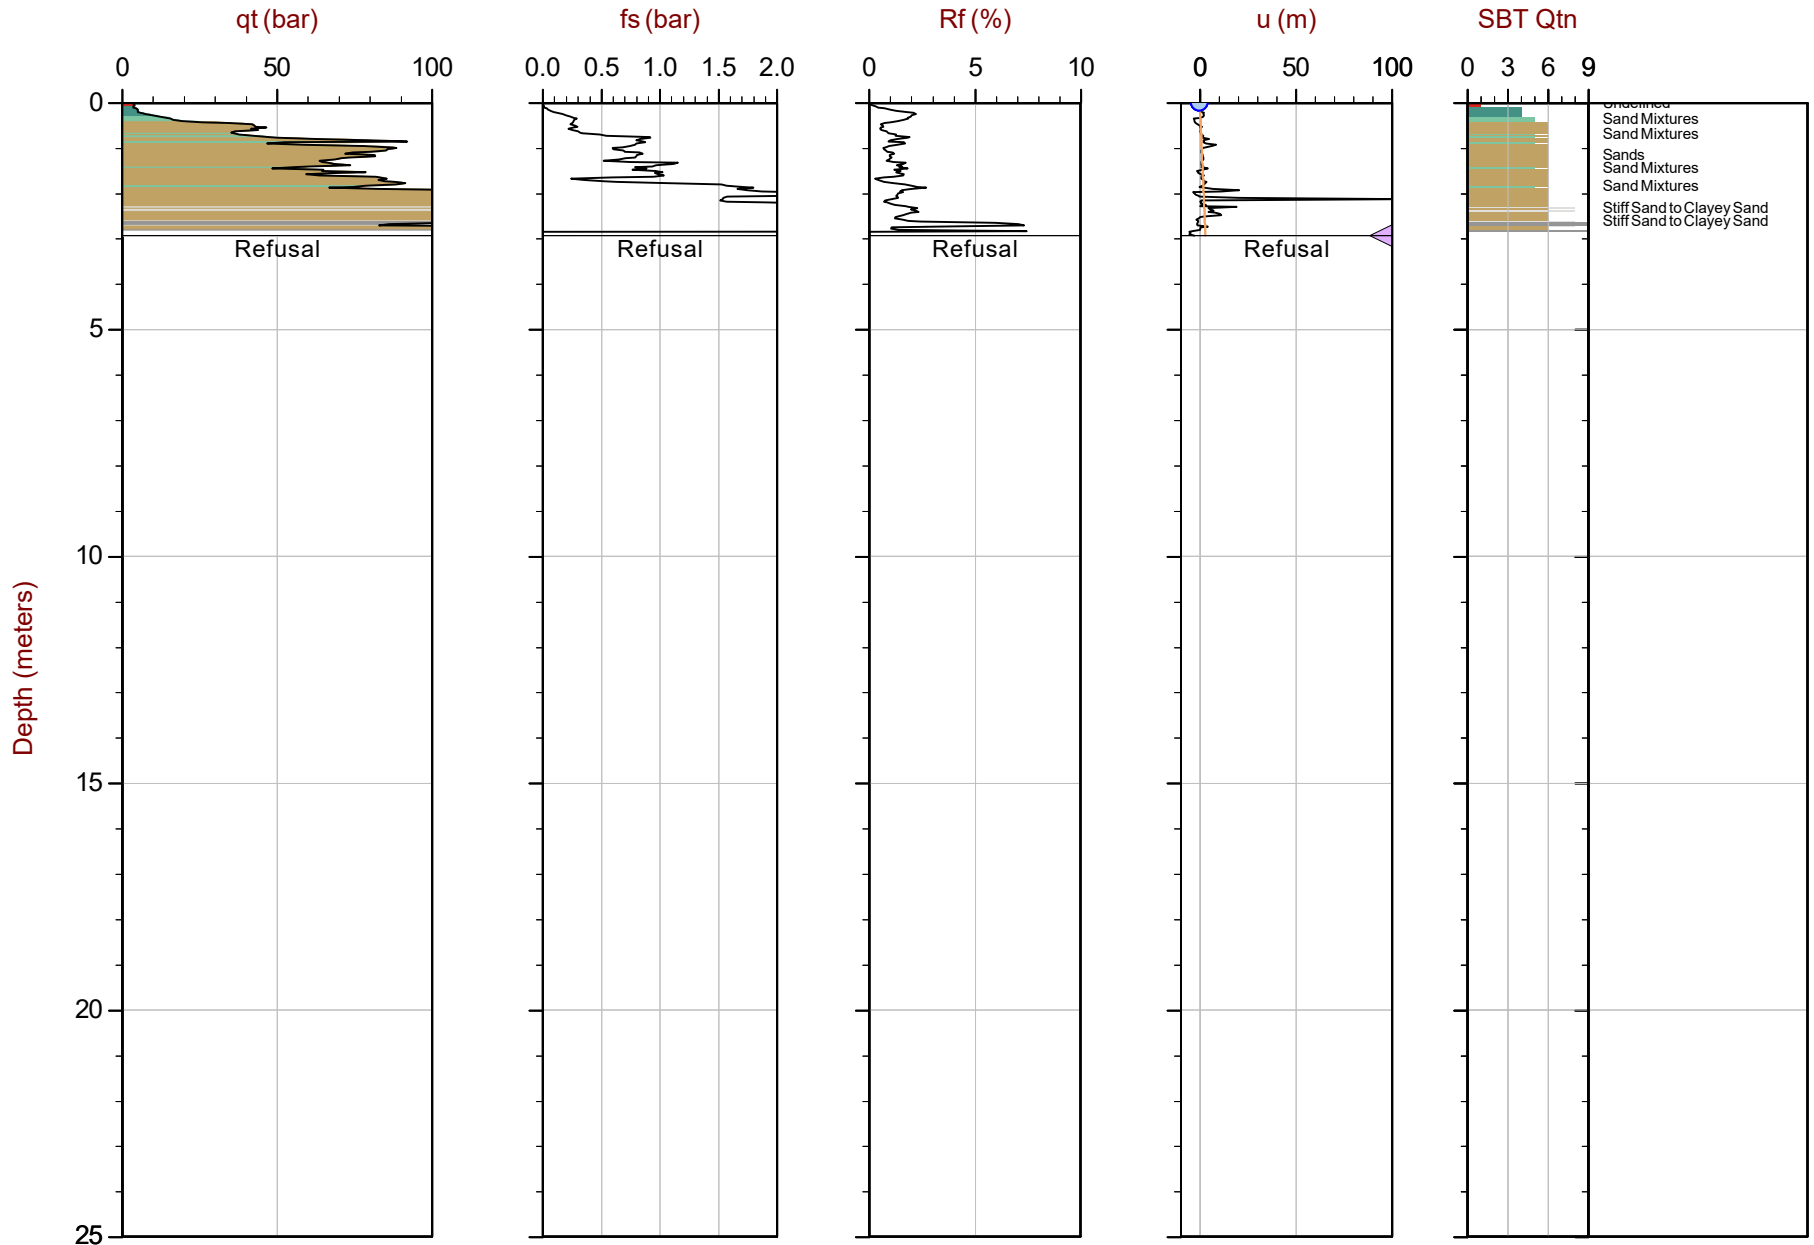 qt (bar) fs (bar) Rf (%) u (m) SBT Qtn
0 50 100 0.0 0.5 1.0 1.5 2.0 0 5 10 0 50 100 0 3 6 9
0
Undefined
Sand Mixtures
Sand Mixtures
Sands
Sand Mixtures
Sand Mixtures
Stiff Sand to Clayey Sand
Stiff Sand to Clayey Sand
Refusal Refusal Refusal Refusal
5
10
Depth (meters)
15
20
25